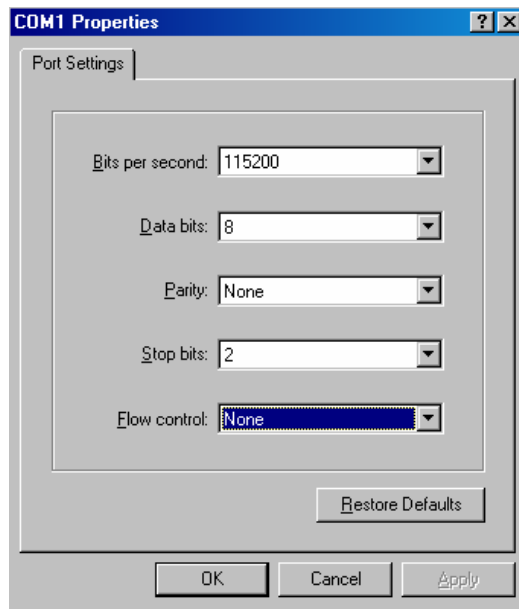 COM1 Properties
Port Settings
Bits per second: 115200
Data bits: 8
Parity: None
Stop bits: 2
Flow control: None
Restore Defaults
OK Cancel Apply